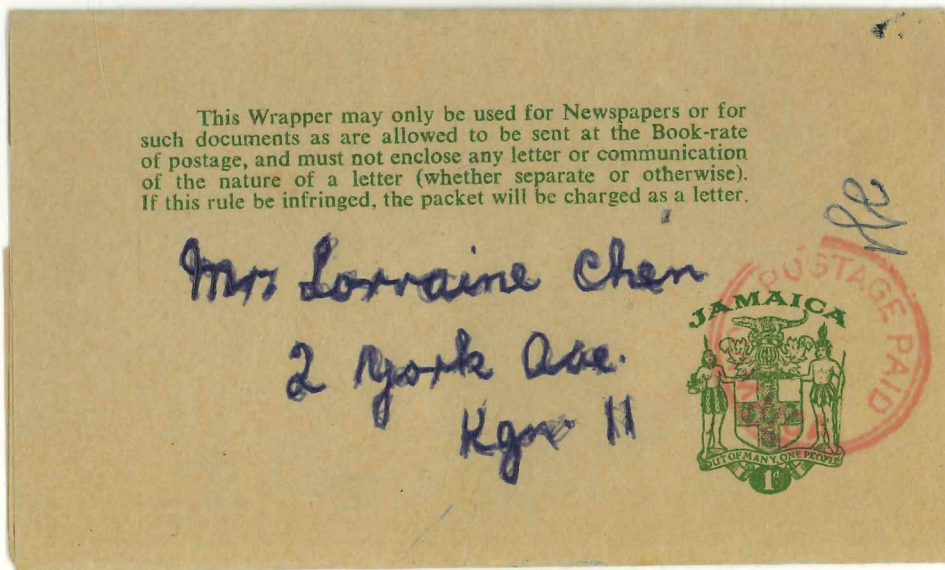 This Wrapper may only be used for Newspapers or for
such documents as are allowed to be sent at the Book-rate
of postage, and must not enclose any letter or communication
of the nature of a letter (whether separate or otherwise).
If this rule be infringed, the packet will be charged as a letter.
Mrs Lorraine Chen
2 York Ave.
Kgn. 11
POSTAGE PAID
JAMAICA
OUT OF MANY, ONE PEOPLE
1d